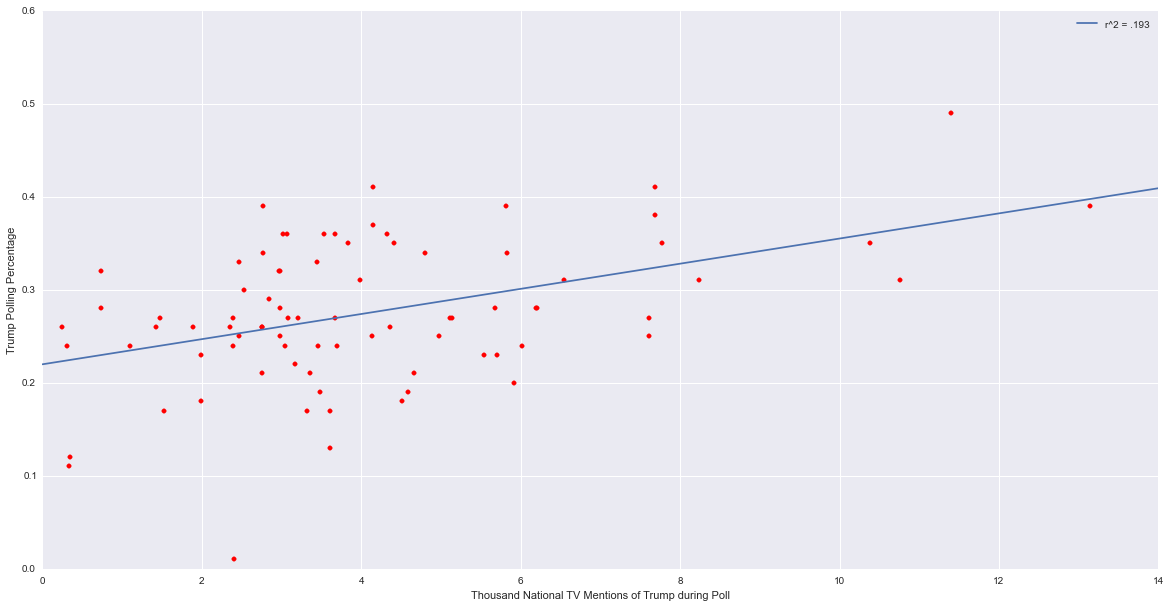 r^2 = .193
0.6
0.5
0.4
0.3
0.2
0.1
0.0
Trump Polling Percentage
0 2 4 6 8 10 12 14
Thousand National TV Mentions of Trump during Poll